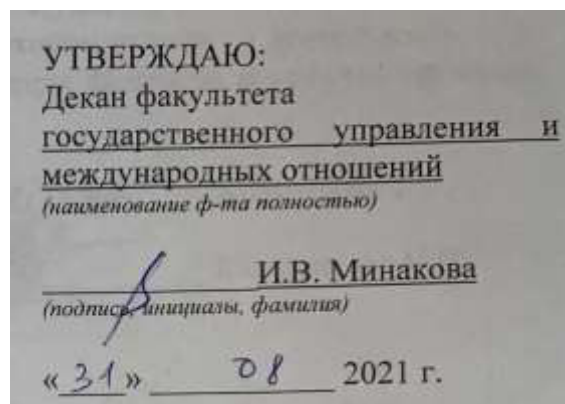 УТВЕРЖДАЮ:
Декан факультета
государственного управления и
международных отношений
(наименование ф-та полностью)
И.В. Минакова
(подпись, инициалы, фамилия)
«31» 08 2021 г.